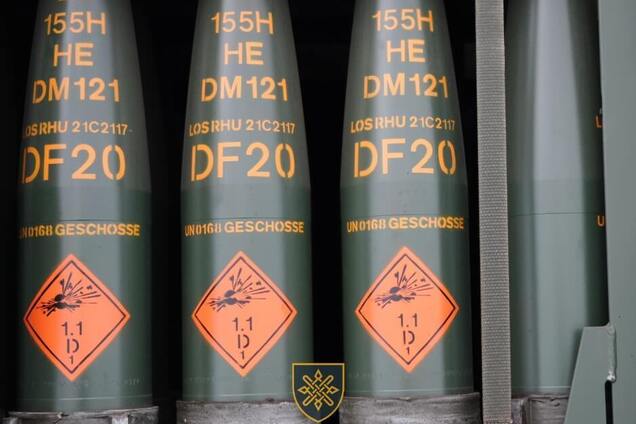 155H
HE
DM121
LOS RHU 21C2117
DF20
UN 0168 GESCHOSSE
1.1
D
1
155H
HE
DM121
LOS RHU 21C2117
DF20
UN 0168 GESCHOSSE
1.1
D
1
155H
HE
DM121
LOS RHU 21C2117
DF20
UN 0168 GESCHOSSE
1.1
D
1
L
U